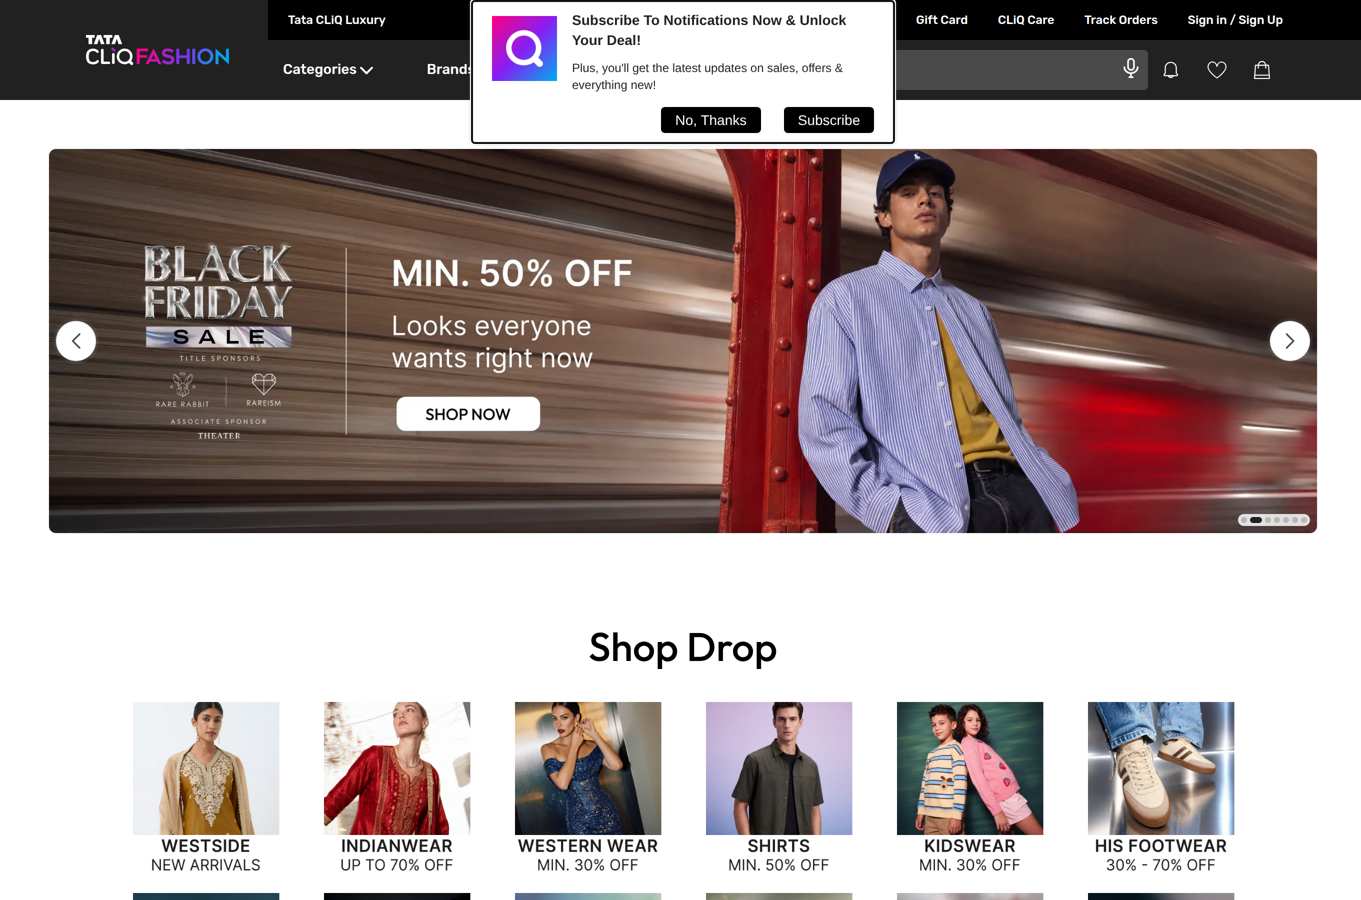 Tata CLiQ Luxury
Gift Card
CLiQ Care
Track Orders
Sign in / Sign Up
TATA
CLiQ FASHION
Categories
Brands
Subscribe To Notifications Now & Unlock
Your Deal!
Plus, you'll get the latest updates on sales, offers &
everything new!
No, Thanks
Subscribe
BLACK
FRIDAY
SALE
TITLE SPONSORS
RARE RABBIT
RAREISM
ASSOCIATE SPONSOR
THEATER
MIN. 50% OFF
Looks everyone
wants right now
SHOP NOW
Shop Drop
WESTSIDE
NEW ARRIVALS
INDIANWEAR
UP TO 70% OFF
WESTERN WEAR
MIN. 30% OFF
SHIRTS
MIN. 50% OFF
KIDSWEAR
MIN. 30% OFF
HIS FOOTWEAR
30% - 70% OFF